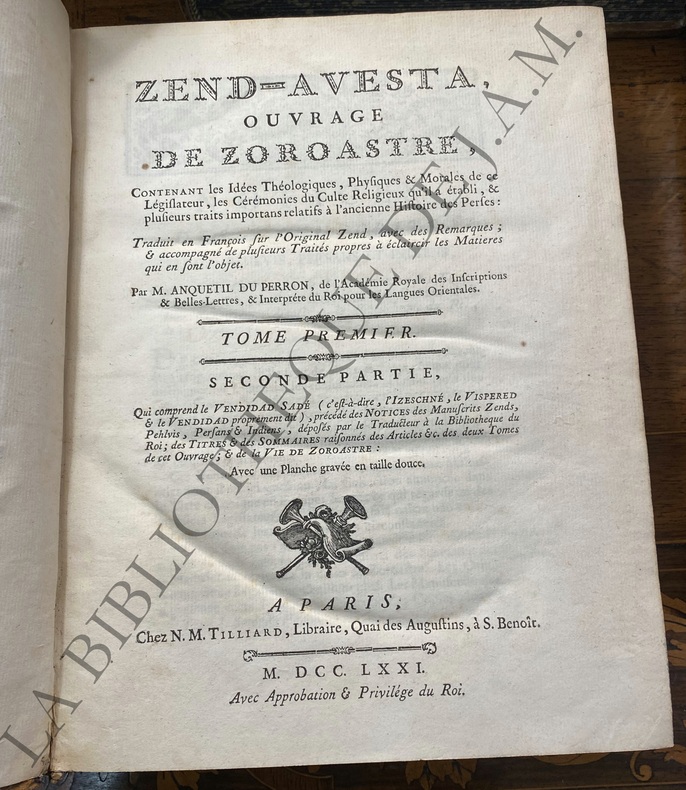 ZEND-AVESTA,
OUVRAGE
DE ZOROASTRE,
CONTENANT les Idées Théologiques, Phyſiques & Morales de ce
Légiſlateur, les Cérémonies du Culte Religieux qu'il a établi, &
pluſieurs traits importans relatifs à l'ancienne Hiſtoire des Perſes :
Traduit en François ſur l'Original Zend, avec des Remarques ;
& accompagné de pluſieurs Traités propres à éclaircir les Matieres
qui en ſont l'objet.
Par M. ANQUETIL DU PERRON, de l'Académie Royale des Inſcriptions
& Belles-Lettres, & Interpréte du Roi pour les Langues Orientales.
TOME PREMIER.
SECONDE PARTIE,
Qui comprend le VENDIDAD SADÉ (c'eſt-à-dire, l'IZESCHNÉ, le VISPERED
& le VENDIDAD proprement dit), précédé des NOTICES des Manuſcrits Zends,
Pehlvis, Perſans & Indiens, dépoſés par le Traducteur à la Bibliotheque du
Roi ; des TITRES & des SOMMAIRES raiſonnés des Articles &c. des deux Tomes
de cet Ouvrage ; & de la VIE DE ZOROASTRE :
Avec une Planche gravée en taille douce.
A PARIS,
Chez N. M. TILLIARD, Libraire, Quai des Auguſtins, à S. Benoît.
M. DCC. LXXI.
Avec Approbation & Privilége du Roi.
LA BIBLIOTHEQUE DE J.A.M.